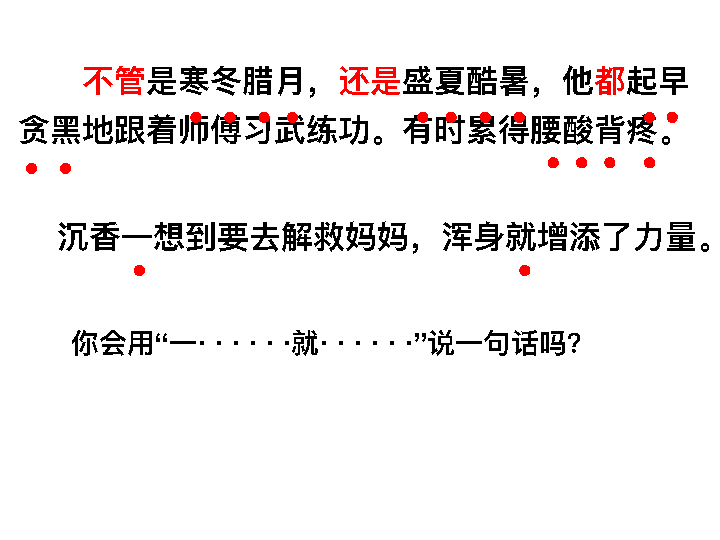 不管是寒冬腊月，还是盛夏酷暑，他都起早
贪黑地跟着师傅习武练功。有时累得腰酸背疼。
沉香一想到要去解救妈妈，浑身就增添了力量。
你会用“一······就······”说一句话吗？